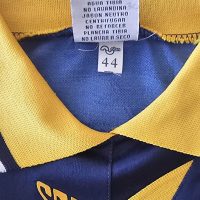 AGUA TIBIA
NO LAVANDINA
JABON NEUTRO
CENTRIFUGAR
NO RETORCER
PLANCHA TIBIA
NO LAVAR A SECO
44